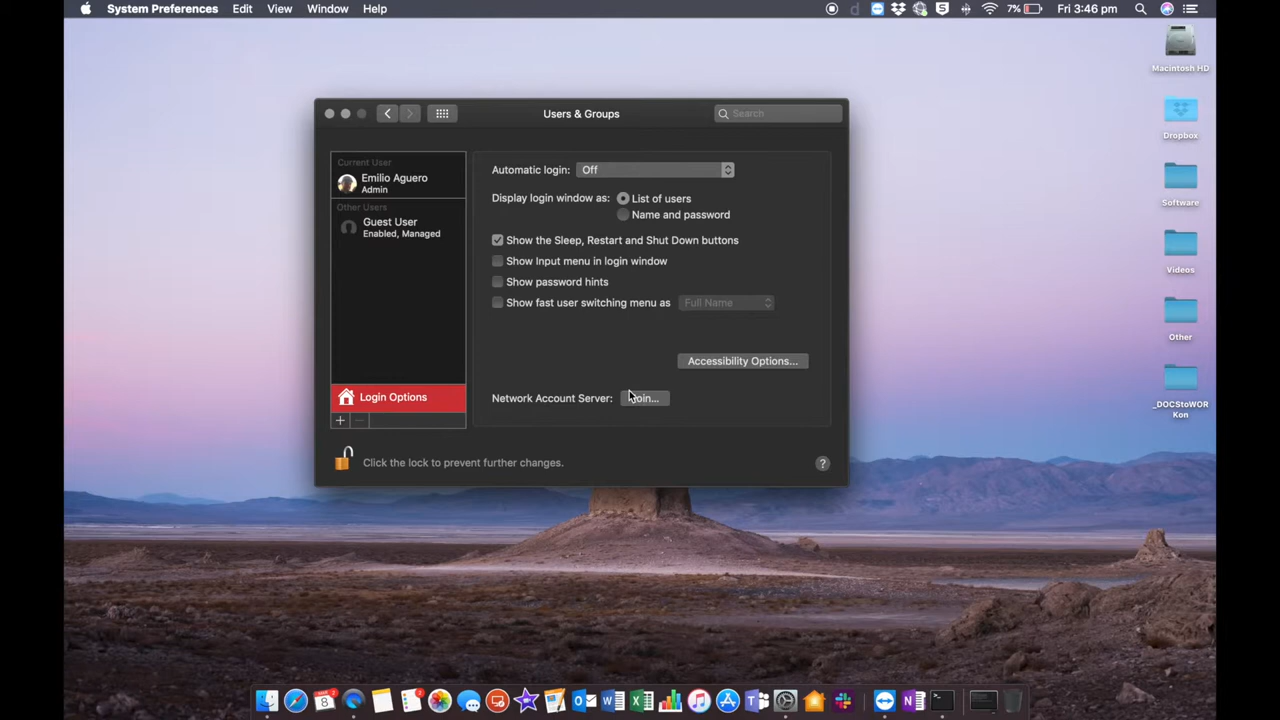 System Preferences Edit View Window Help 7% Fri 3:46 pm
Macintosh HD
Dropbox
Software
Videos
Other
_DOCStoWOR
Kon
Users & Groups
Search
Current User
Emilio Aguero
Admin
Other Users
Guest User
Enabled, Managed
Login Options
Automatic login: Off
Display login window as: List of users
Name and password
Show the Sleep, Restart and Shut Down buttons
Show Input menu in login window
Show password hints
Show fast user switching menu as Full Name
Accessibility Options...
Network Account Server: Join...
Click the lock to prevent further changes.
?
8